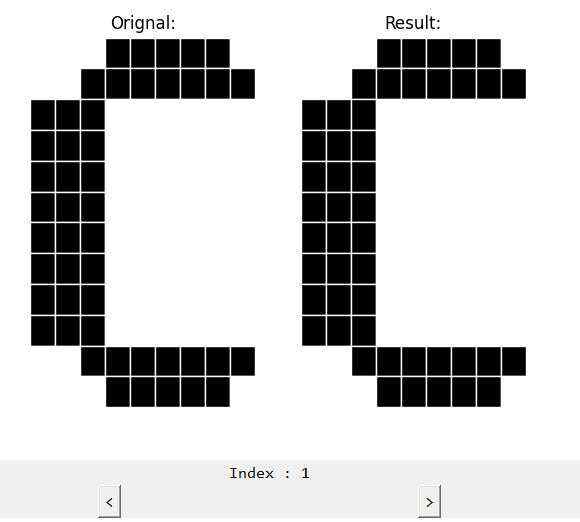 Orignal: Result:
Index : 1
< >